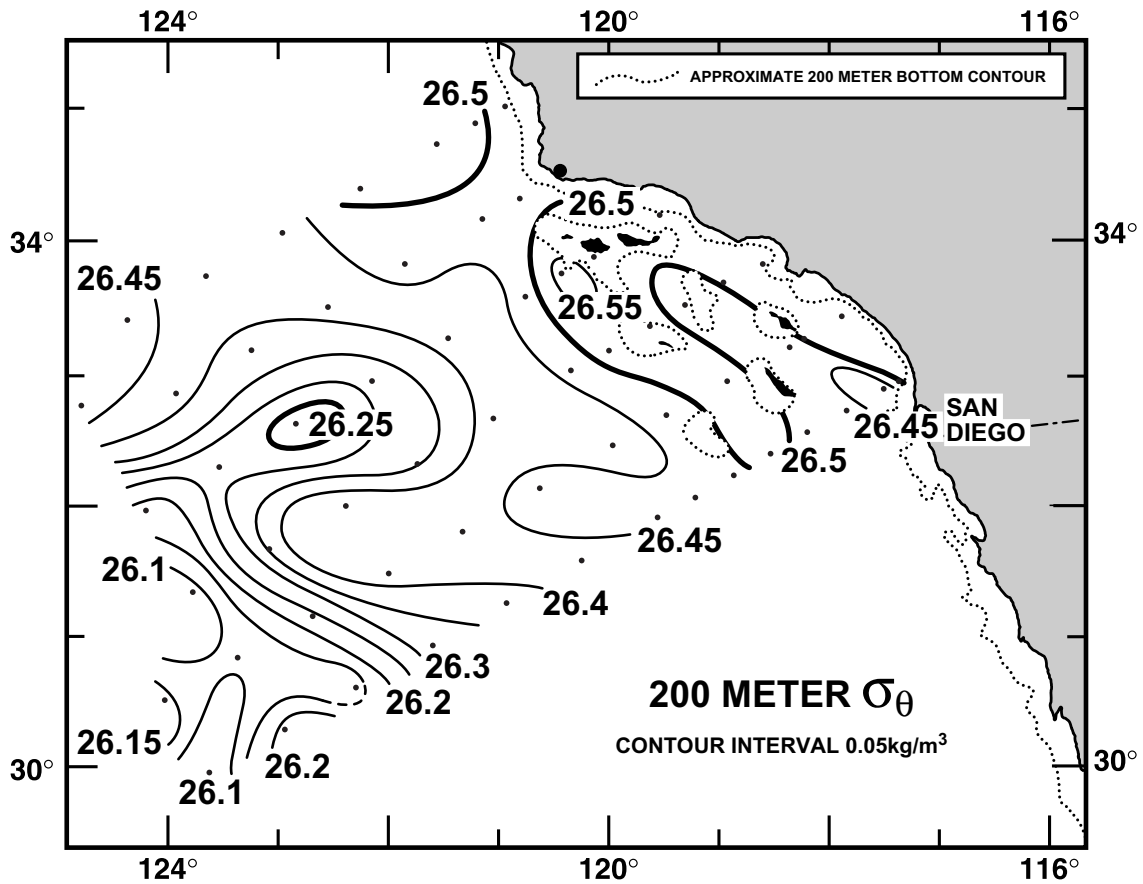 124° 120° 116°
APPROXIMATE 200 METER BOTTOM CONTOUR
26.5
26.5
34° 34°
26.45
26.55
26.25
26.45
SAN
DIEGO
26.5
26.45
26.1
26.4
26.3
26.2
200 METER σθ
CONTOUR INTERVAL 0.05kg/m³
26.15
26.2
30° 30°
26.1
124° 120° 116°